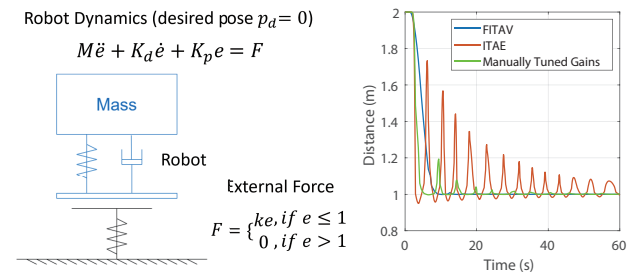 Robot Dynamics (desired pose p_d = 0)
Më + K_d ė + K_p e = F
Mass
Robot
External Force
F = { ke, if e ≤ 1
0 , if e > 1
2
1.8
1.6
1.4
1.2
1
0.8
Distance (m)
FITAV
ITAE
Manually Tuned Gains
0 20 40 60
Time (s)